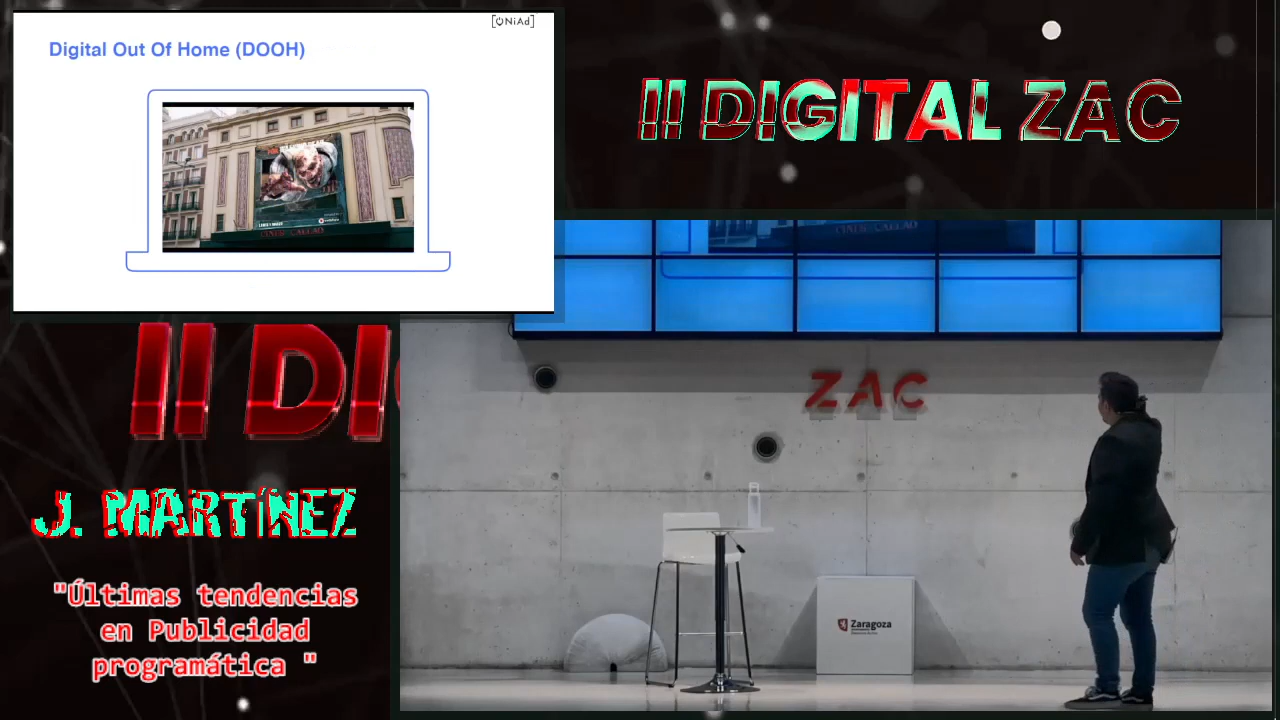 [ONiAd]
Digital Out Of Home (DOOH)
II DIGITAL ZAC
CINE CALLAO
II DI
ZAC
J. MARTÍNEZ
"Últimas tendencias
en Publicidad
programática "
Zaragoza